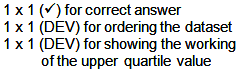 1 x 1 (✓) for correct answer
1 x 1 (DEV) for ordering the dataset
1 x 1 (DEV) for showing the working
of the upper quartile value